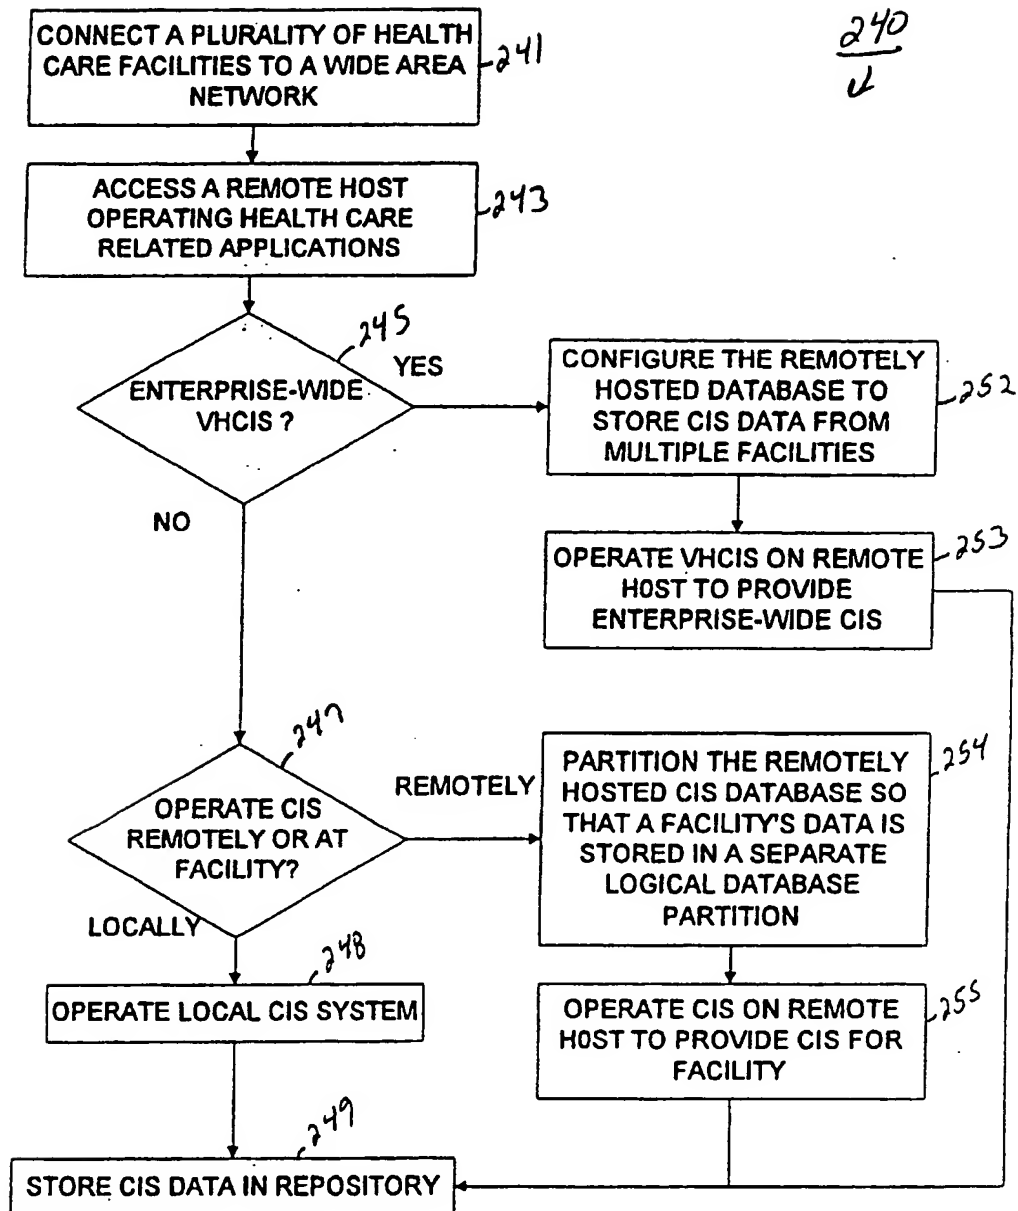 240
CONNECT A PLURALITY OF HEALTH
CARE FACILITIES TO A WIDE AREA
NETWORK
241
ACCESS A REMOTE HOST
OPERATING HEALTH CARE
RELATED APPLICATIONS
243
245
ENTERPRISE-WIDE
VHCIS ?
YES
NO
CONFIGURE THE REMOTELY
HOSTED DATABASE TO
STORE CIS DATA FROM
MULTIPLE FACILITIES
252
OPERATE VHCIS ON REMOTE
HOST TO PROVIDE
ENTERPRISE-WIDE CIS
253
247
OPERATE CIS
REMOTELY OR AT
FACILITY?
REMOTELY
LOCALLY
PARTITION THE REMOTELY
HOSTED CIS DATABASE SO
THAT A FACILITY'S DATA IS
STORED IN A SEPARATE
LOGICAL DATABASE
PARTITION
254
248
OPERATE LOCAL CIS SYSTEM
OPERATE CIS ON REMOTE
HOST TO PROVIDE CIS FOR
FACILITY
255
249
STORE CIS DATA IN REPOSITORY